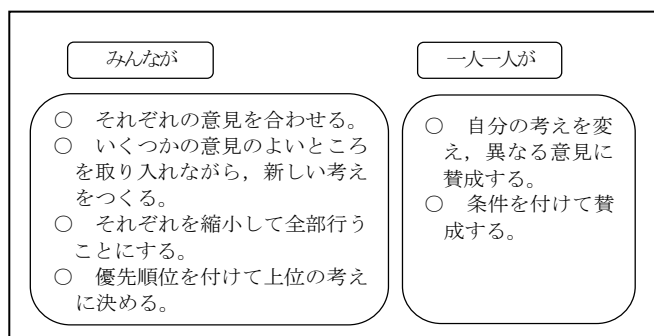 みんなが
○　それぞれの意見を合わせる。
○　いくつかの意見のよいところ
を取り入れながら，新しい考え
をつくる。
○　それぞれを縮小して全部行う
ことにする。
○　優先順位を付けて上位の考え
に決める。
一人一人が
○　自分の考えを変
え，異なる意見に
賛成する。
○　条件を付けて賛
成する。